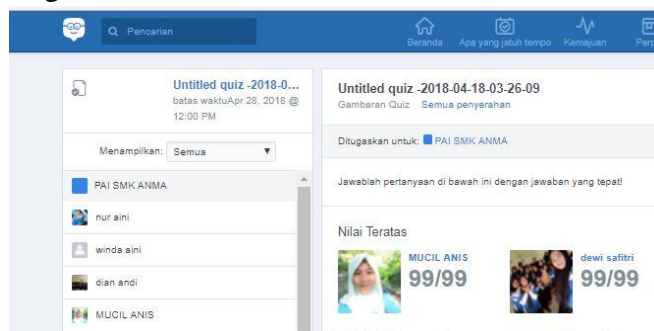 Pencarian
Beranda
Apa yang jatuh tempo
Kemajuan
Untitled quiz -2018-0...
batas waktuApr 28, 2018 @
12:00 PM
Menampilkan: Semua
PAI SMK ANMA
nur aini
winda aini
dian andi
MUCIL ANIS
Untitled quiz -2018-04-18-03-26-09
Gambaran Quiz Semua penyerahan
Ditugaskan untuk: PAI SMK ANMA
Jawablah pertanyaan di bawah ini dengan jawaban yang tepat!
Nilai Teratas
MUCIL ANIS
99/99
dewi safitri
99/99